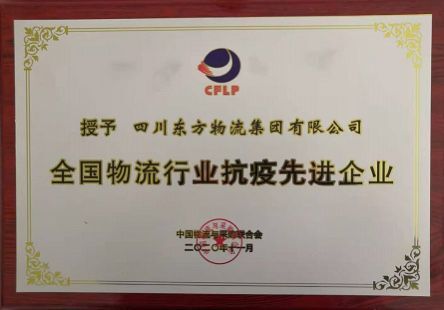 CFLP
授予 四川东方物流集团有限公司
全国物流行业抗疫先进企业
中国物流与采购联合会
二〇二〇年十一月